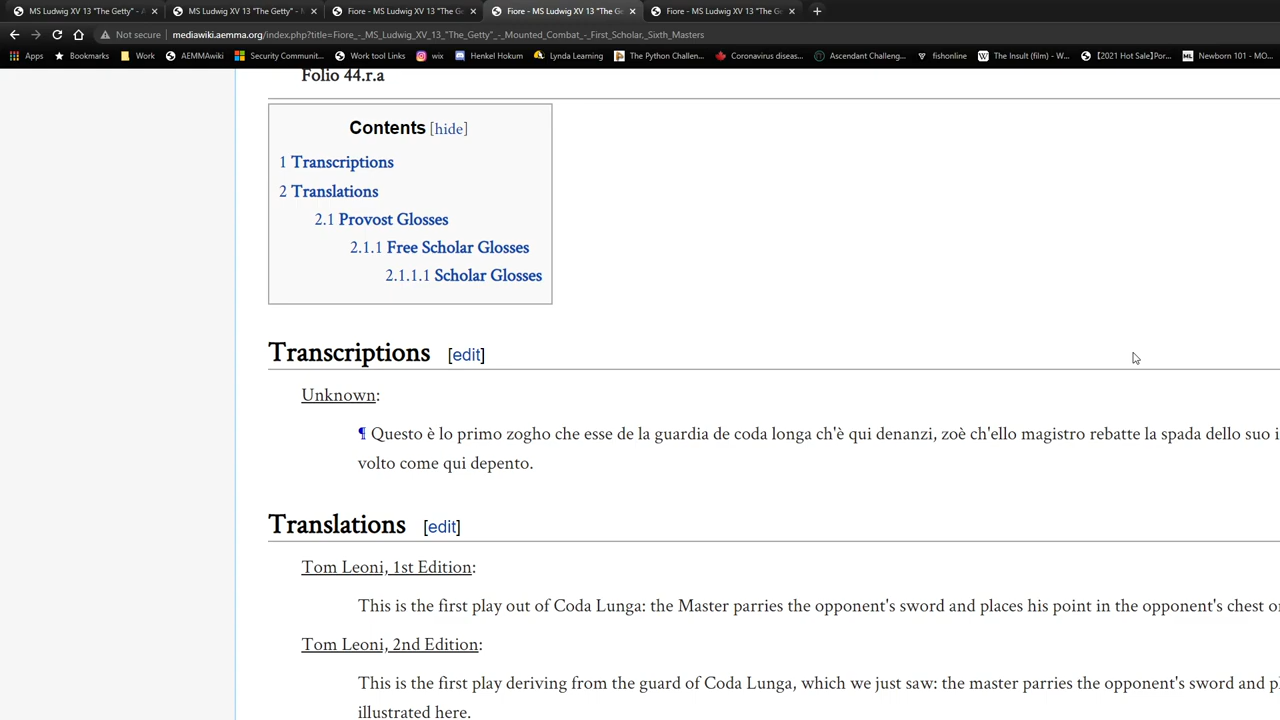 MS Ludwig XV 13 "The Getty" - MS Ludwig XV 13 "The Getty" - Fiore - MS Ludwig XV 13 "The G Fiore - MS Ludwig XV 13 "The Ge Fiore - MS Ludwig XV 13 "The G
Not secure mediawiki.aemma.org/index.php?title=Fiore_-_MS_Ludwig_XV_13_"The_Getty"_-_Mounted_Combat_-_First_Scholar,_Sixth_Masters
Apps Bookmarks Work AEMMAwiki Security Community... Work tool Links Henkel Hokum Lynda Learning The Python Challen... Coronavirus diseas... Ascendant Challeng... fishonline The Insult (film) - W... 【2021 Hot Sale】Por... Newborn 101 - MO...
Folio 44.r.a
Contents [hide]
1 Transcriptions
2 Translations
2.1 Provost Glosses
2.1.1 Free Scholar Glosses
2.1.1.1 Scholar Glosses
Transcriptions [edit]
Unknown:
¶ Questo è lo primo zogho che esse de la guardia de coda longa ch'è qui denanzi, zoè ch'ello magistro rebatte la spada dello suo i
volto come qui depento.
Translations [edit]
Tom Leoni, 1st Edition:
This is the first play out of Coda Lunga: the Master parries the opponent's sword and places his point in the opponent's chest o
Tom Leoni, 2nd Edition:
This is the first play deriving from the guard of Coda Lunga, which we just saw: the master parries the opponent's sword and pl
illustrated here.